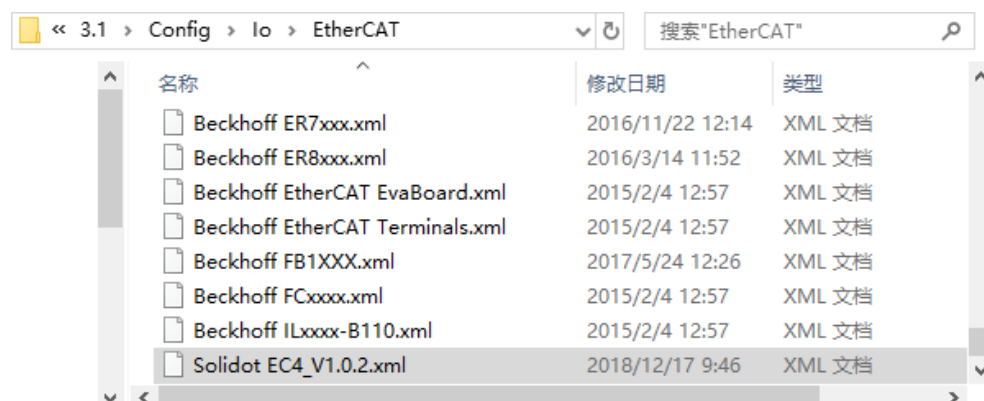 « 3.1 › Config › Io › EtherCAT 搜索"EtherCAT"
名称 修改日期 类型
Beckhoff ER7xxx.xml 2016/11/22 12:14 XML 文档
Beckhoff ER8xxx.xml 2016/3/14 11:52 XML 文档
Beckhoff EtherCAT EvaBoard.xml 2015/2/4 12:57 XML 文档
Beckhoff EtherCAT Terminals.xml 2015/2/4 12:57 XML 文档
Beckhoff FB1XXX.xml 2017/5/24 12:26 XML 文档
Beckhoff FCxxxx.xml 2015/2/4 12:57 XML 文档
Beckhoff ILxxxx-B110.xml 2015/2/4 12:57 XML 文档
Solidot EC4_V1.0.2.xml 2018/12/17 9:46 XML 文档